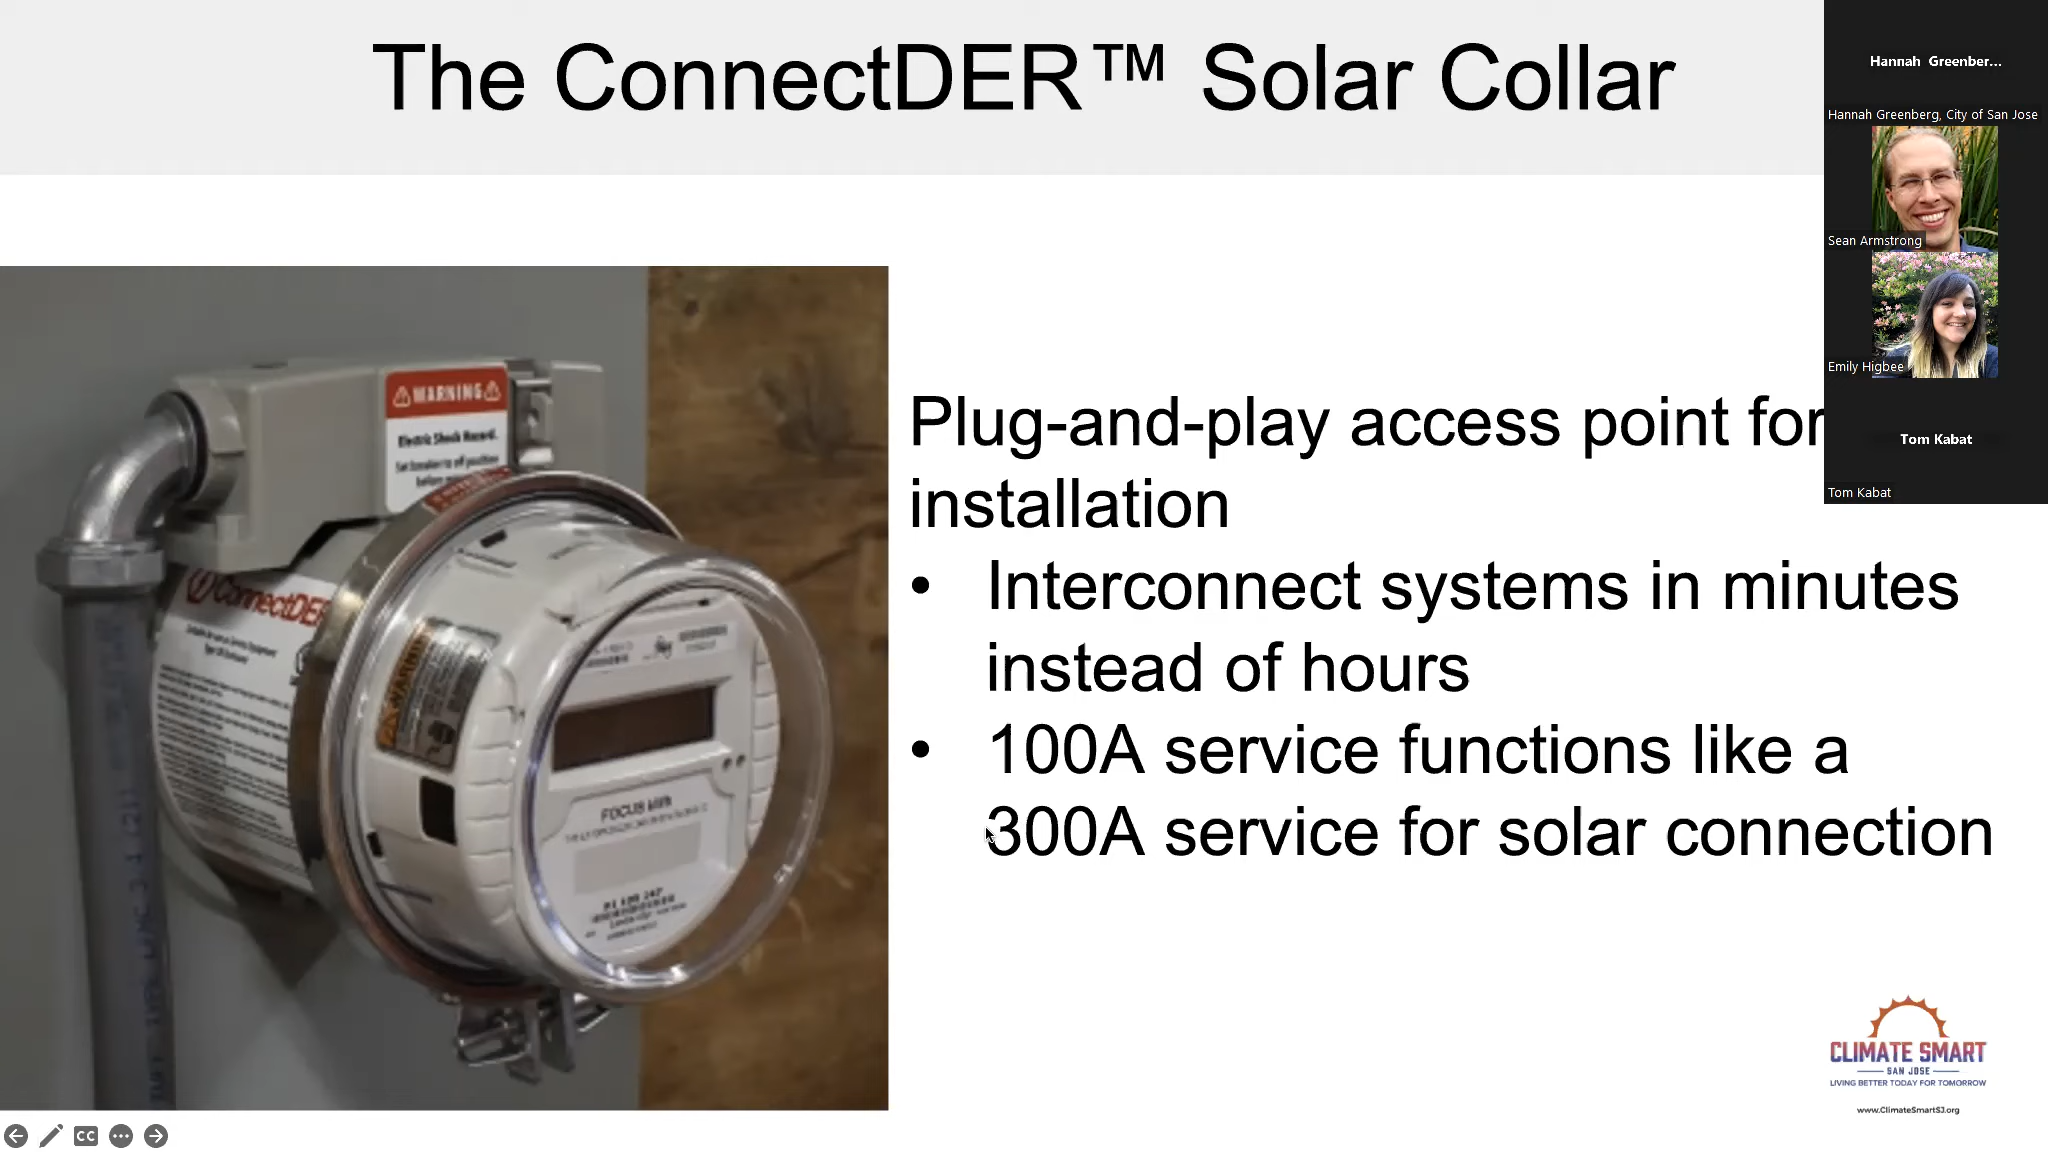 The ConnectDER™ Solar Collar
Hannah Greenber...
Hannah Greenberg, City of San Jose
Sean Armstrong
Emily Higbee
Tom Kabat
Tom Kabat
WARNING
Electric Shock Hazard.
ConnectDER
WARNING
FOCUS
Plug-and-play access point for
installation
• Interconnect systems in minutes
instead of hours
• 100A service functions like a
300A service for solar connection
CLIMATE SMART
SAN JOSE
LIVING BETTER TODAY FOR TOMORROW
www.ClimateSmartSJ.org
CC